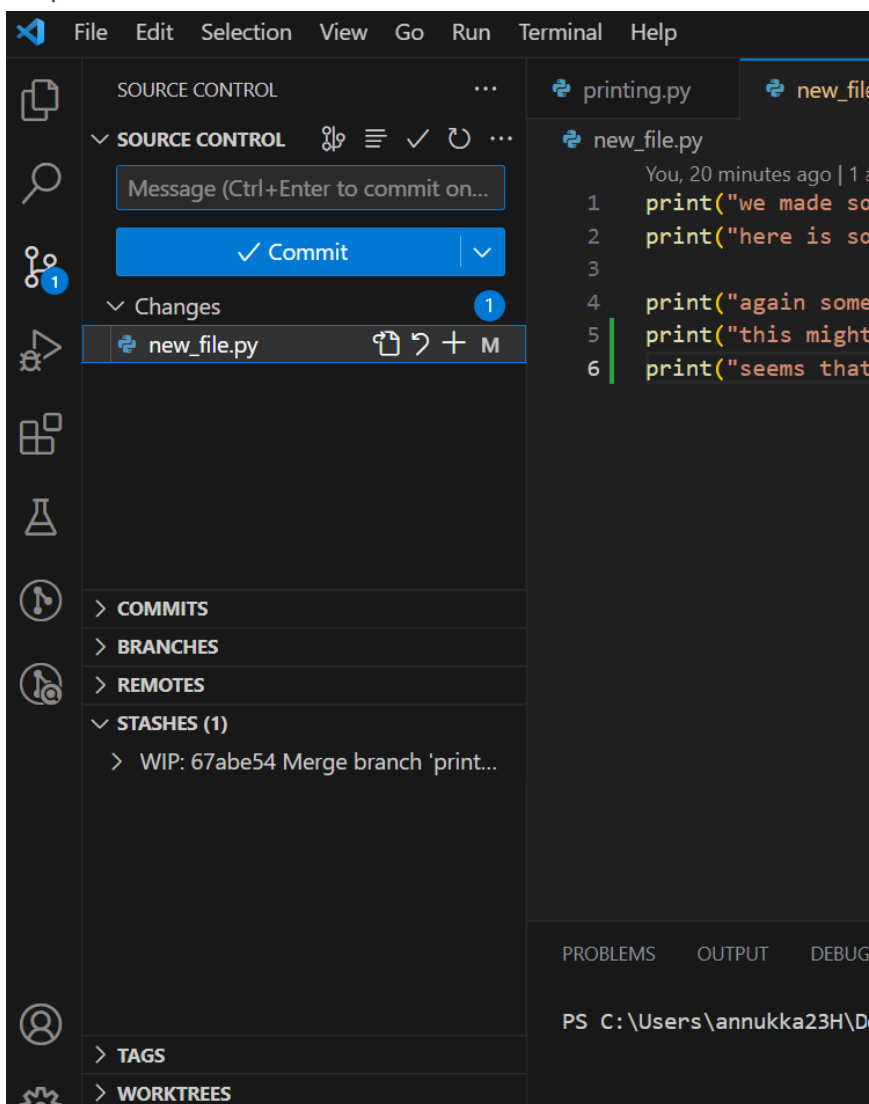 File Edit Selection View Go Run Terminal Help
SOURCE CONTROL
SOURCE CONTROL
Message (Ctrl+Enter to commit on...
Commit
Changes 1
new_file.py M
1
COMMITS
BRANCHES
REMOTES
STASHES (1)
WIP: 67abe54 Merge branch 'print...
TAGS
WORKTREES
printing.py new_file
new_file.py
You, 20 minutes ago | 1 a
1 print("we made so
2 print("here is so
3
4 print("again some
5 print("this might
6 print("seems that
PROBLEMS OUTPUT DEBUG
PS C:\Users\annukka23H\D